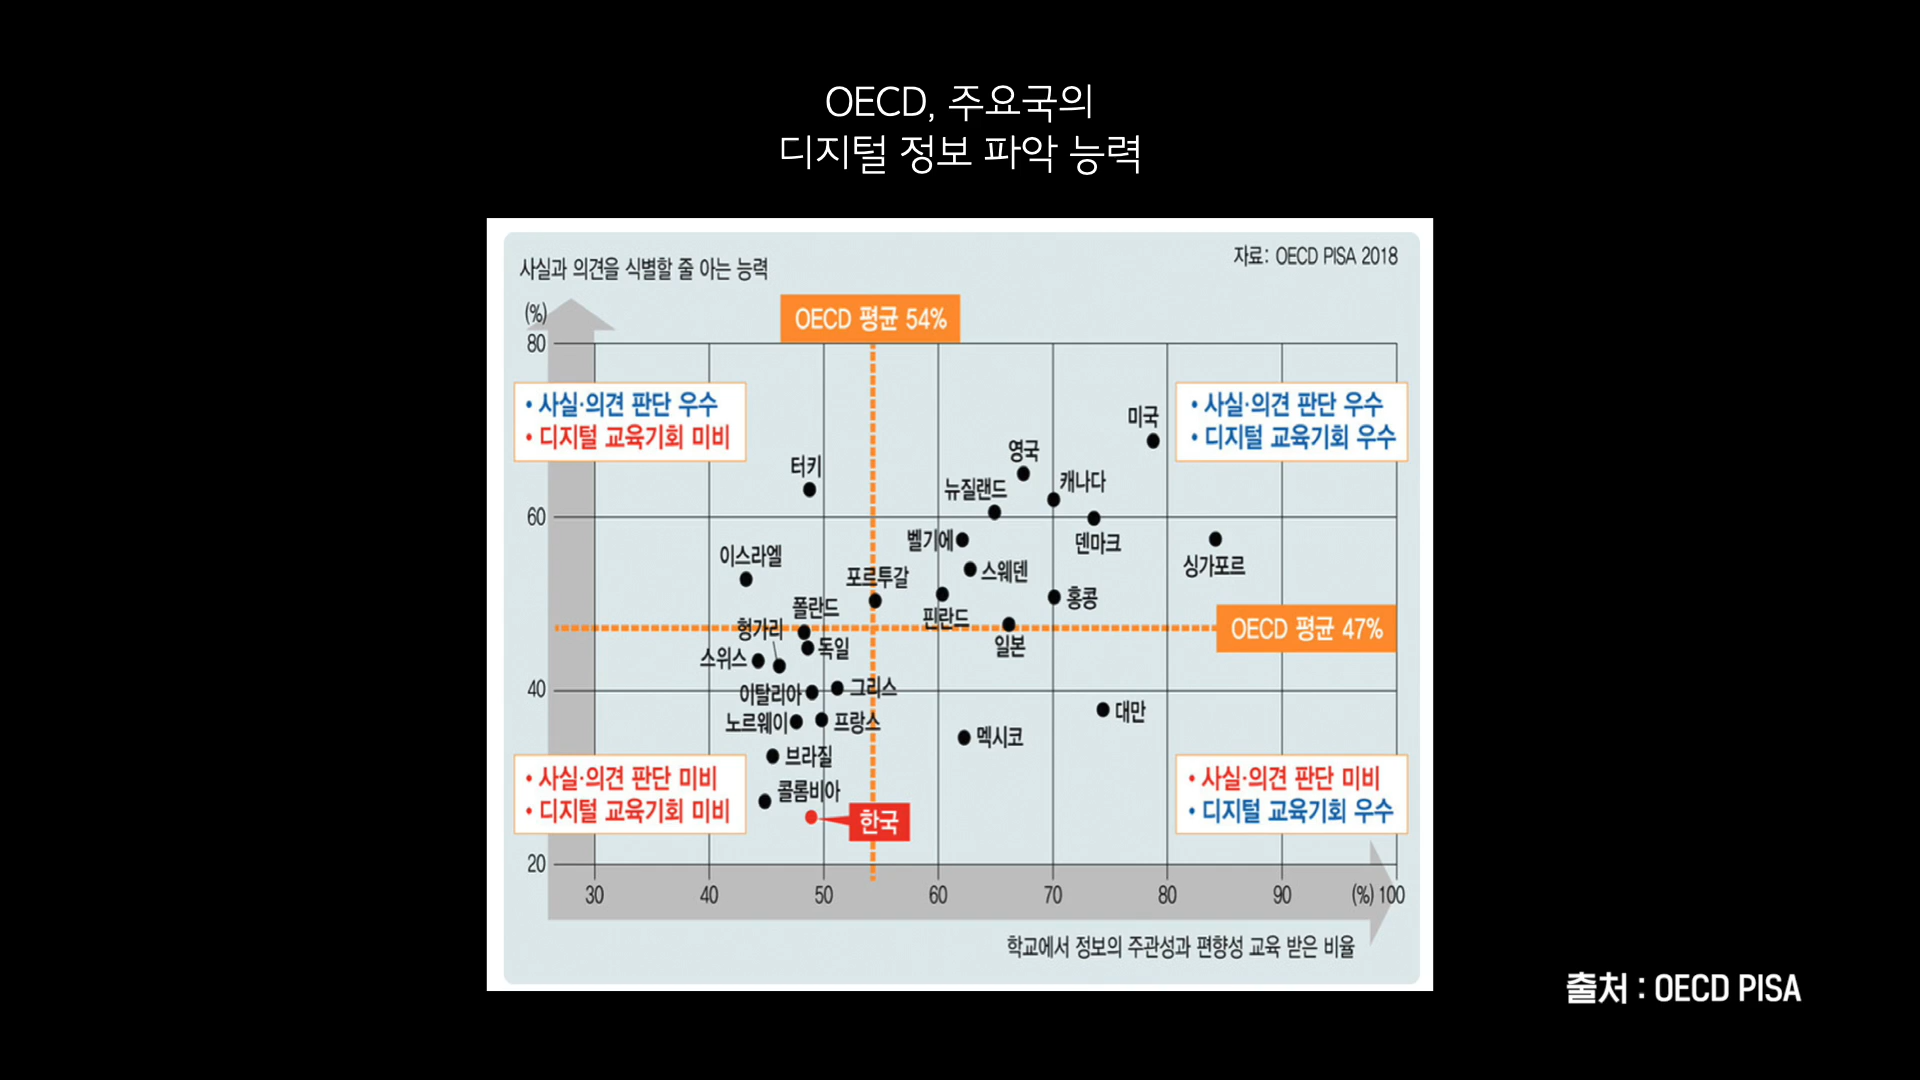 OECD, 주요국의
디지털 정보 파악 능력
사실과 의견을 식별할 줄 아는 능력
자료: OECD PISA 2018
(%)
OECD 평균 54%
80
• 사실·의견 판단 우수
• 디지털 교육기회 미비
• 사실·의견 판단 우수
• 디지털 교육기회 우수
미국
영국
터키
캐나다
뉴질랜드
60
벨기에
덴마크
이스라엘
싱가포르
스웨덴
포르투갈
홍콩
폴란드
핀란드
헝가리
OECD 평균 47%
일본
독일
스위스
40
이탈리아
그리스
대만
노르웨이
프랑스
멕시코
브라질
• 사실·의견 판단 미비
• 디지털 교육기회 미비
• 사실·의견 판단 미비
• 디지털 교육기회 우수
콜롬비아
한국
20
30 40 50 60 70 80 90 (%) 100
학교에서 정보의 주관성과 편향성 교육 받은 비율
출처 : OECD PISA